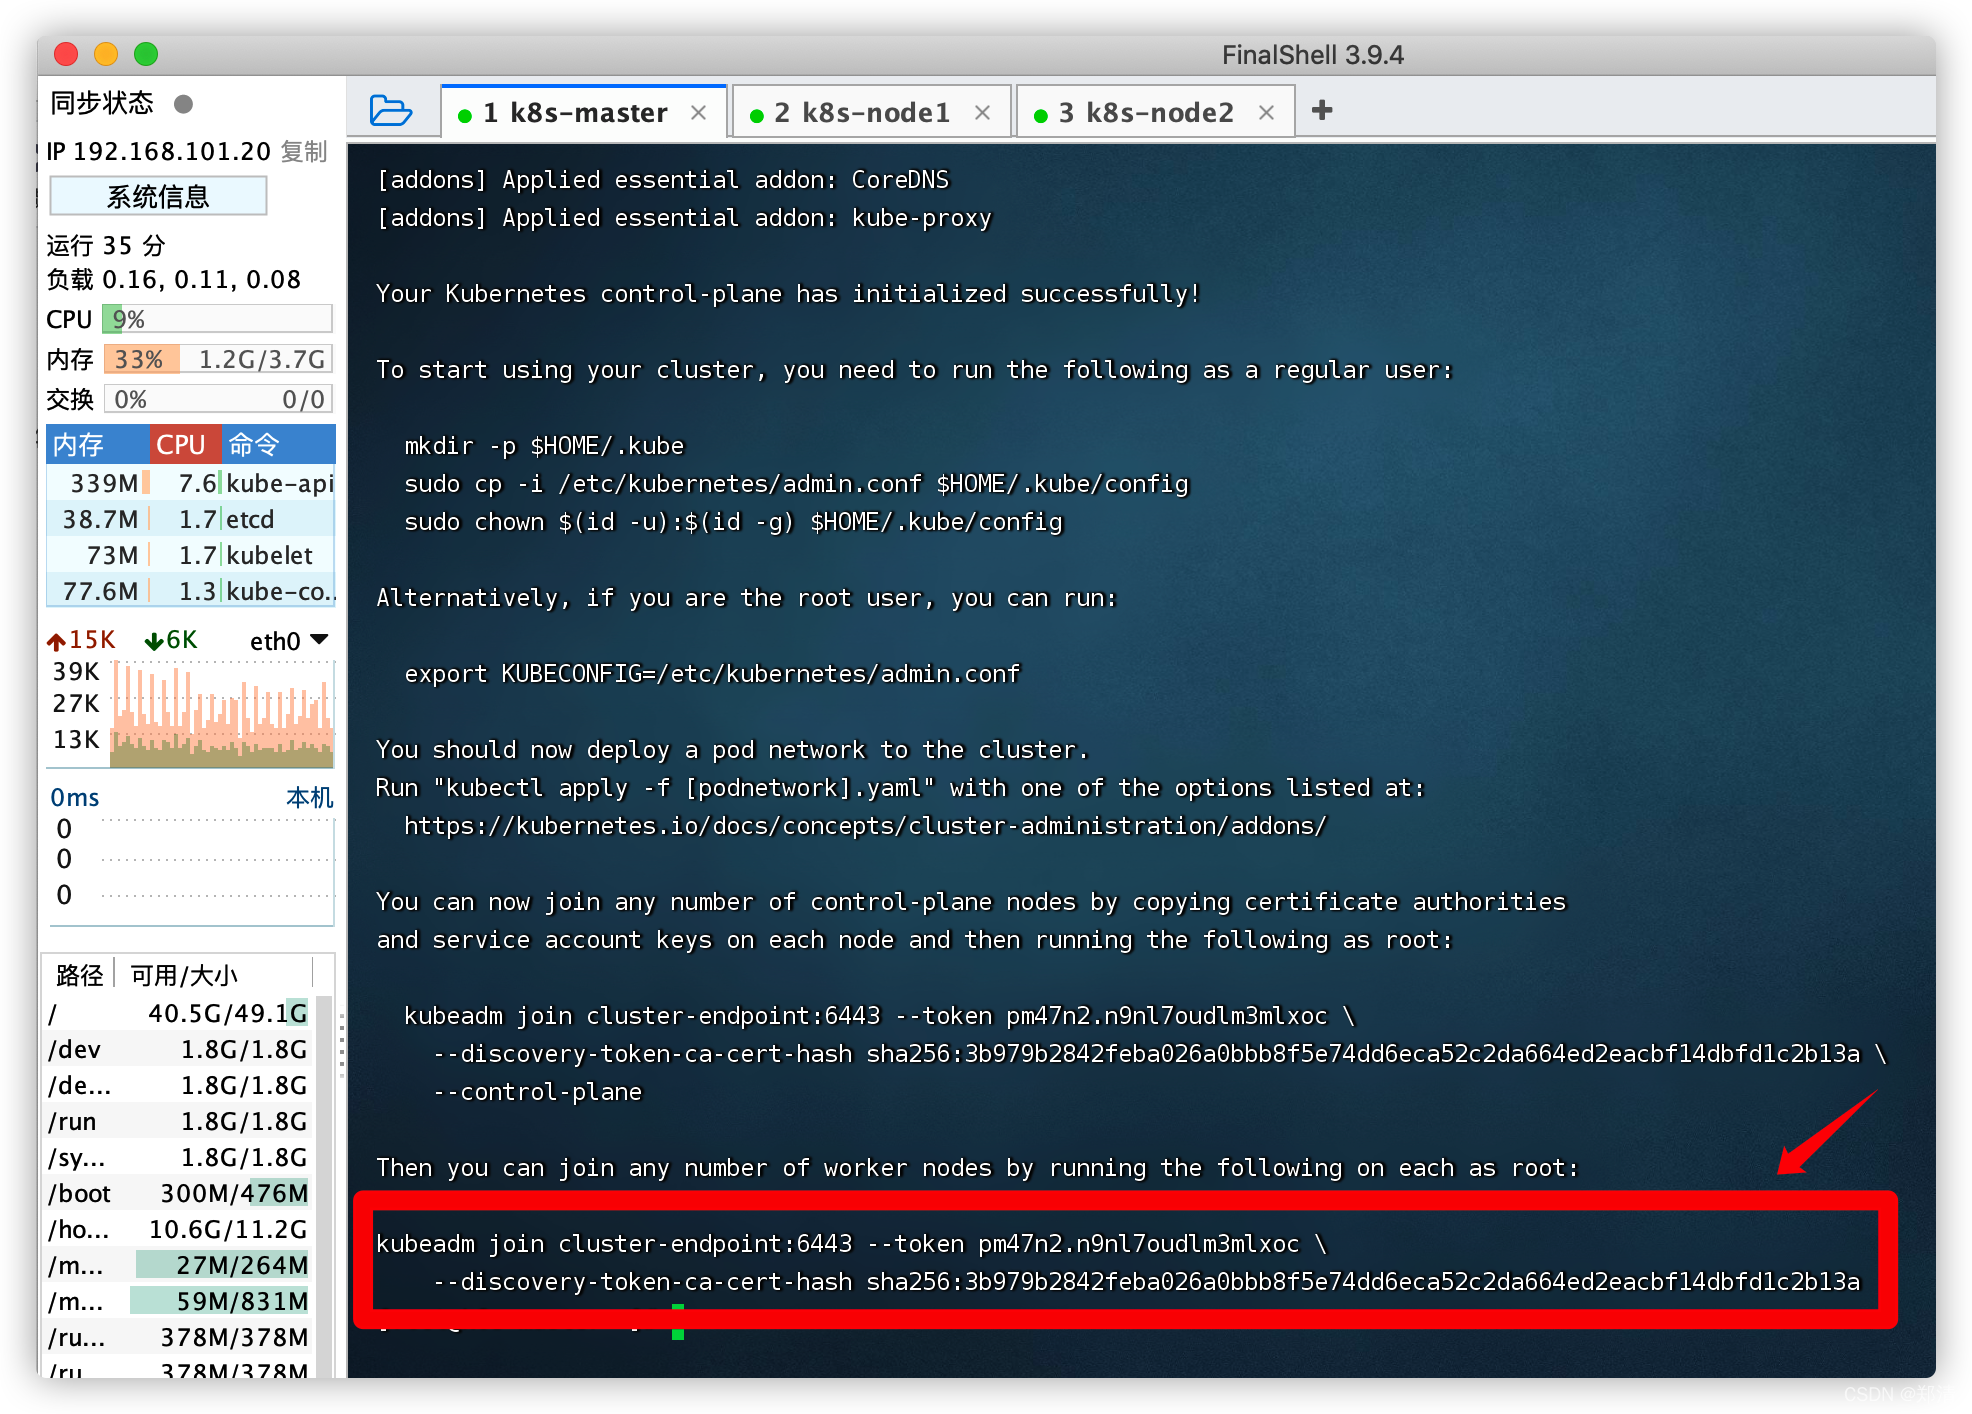 FinalShell 3.9.4
同步状态
IP 192.168.101.20 复制
系统信息
运行 35 分
负载 0.16, 0.11, 0.08
CPU 9%
内存 33% 1.2G/3.7G
交换 0% 0/0
内存 CPU 命令
339M 7.6 kube-api
38.7M 1.7 etcd
73M 1.7 kubelet
77.6M 1.3 kube-co..
15K 6K eth0
39K
27K
13K
0ms 本机
0
0
0
路径 可用/大小
/ 40.5G/49.1G
/dev 1.8G/1.8G
/de... 1.8G/1.8G
/run 1.8G/1.8G
/sy... 1.8G/1.8G
/boot 300M/476M
/ho... 10.6G/11.2G
/m... 27M/264M
/m... 59M/831M
/ru... 378M/378M
/ru 378M/378M
1 k8s-master × 2 k8s-node1 × 3 k8s-node2 × +
[addons] Applied essential addon: CoreDNS
[addons] Applied essential addon: kube-proxy
Your Kubernetes control-plane has initialized successfully!
To start using your cluster, you need to run the following as a regular user:
mkdir -p $HOME/.kube
sudo cp -i /etc/kubernetes/admin.conf $HOME/.kube/config
sudo chown $(id -u):$(id -g) $HOME/.kube/config
Alternatively, if you are the root user, you can run:
export KUBECONFIG=/etc/kubernetes/admin.conf
You should now deploy a pod network to the cluster.
Run "kubectl apply -f [podnetwork].yaml" with one of the options listed at:
https://kubernetes.io/docs/concepts/cluster-administration/addons/
You can now join any number of control-plane nodes by copying certificate authorities
and service account keys on each node and then running the following as root:
kubeadm join cluster-endpoint:6443 --token pm47n2.n9nl7oudlm3mlxoc \
--discovery-token-ca-cert-hash sha256:3b979b2842feba026a0bbb8f5e74dd6eca52c2da664ed2eacbf14dbfd1c2b13a \
--control-plane
Then you can join any number of worker nodes by running the following on each as root:
kubeadm join cluster-endpoint:6443 --token pm47n2.n9nl7oudlm3mlxoc \
--discovery-token-ca-cert-hash sha256:3b979b2842feba026a0bbb8f5e74dd6eca52c2da664ed2eacbf14dbfd1c2b13a
CSDN